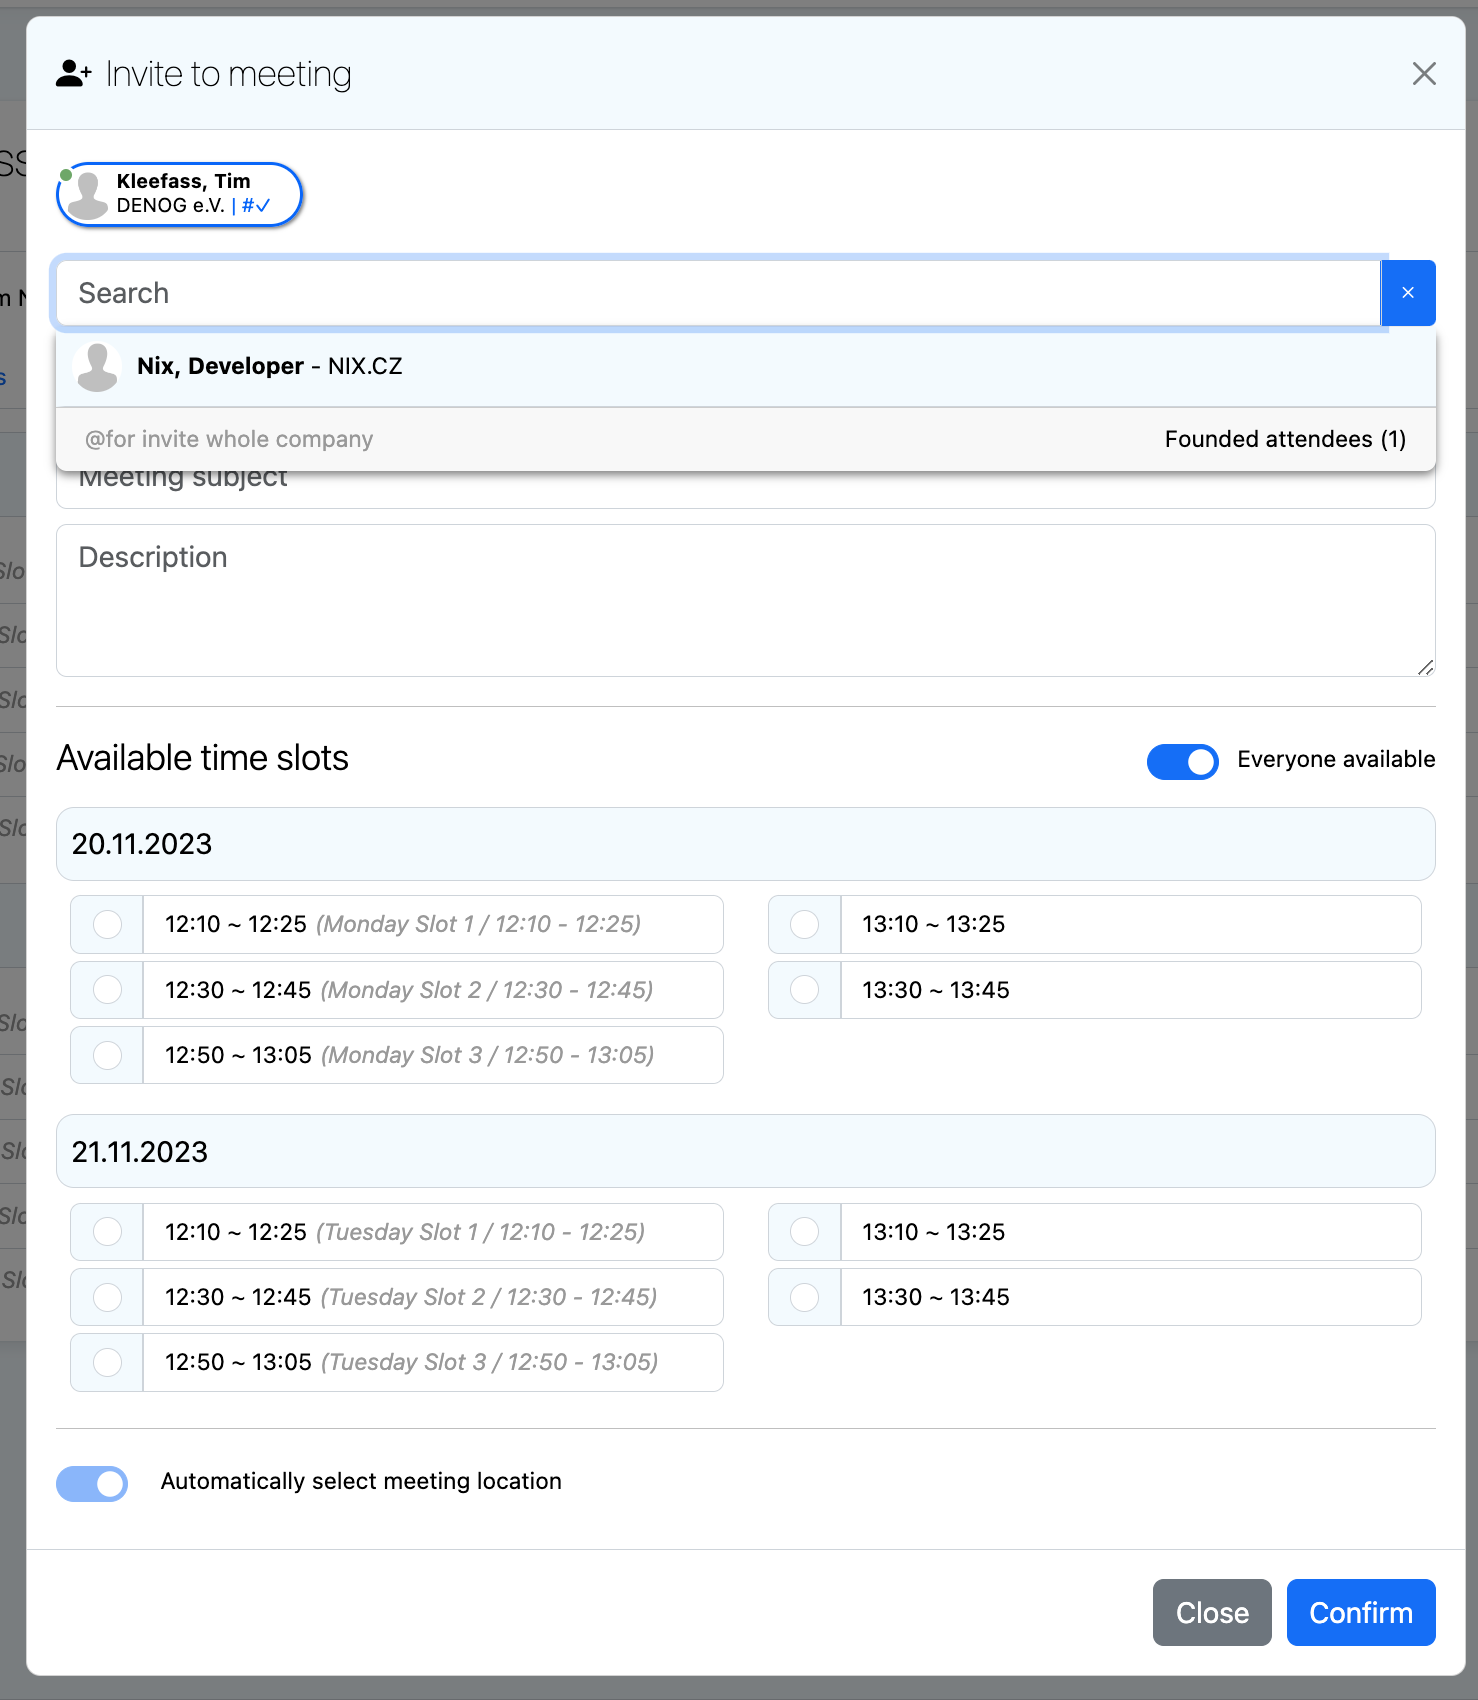 Invite to meeting
Kleefass, Tim
DENOG e.V. | #✓
Search
Nix, Developer - NIX.CZ
@for invite whole company
Founded attendees (1)
Meeting subject
Description
Available time slots
Everyone available
20.11.2023
12:10 ~ 12:25 (Monday Slot 1 / 12:10 - 12:25)
13:10 ~ 13:25
12:30 ~ 12:45 (Monday Slot 2 / 12:30 - 12:45)
13:30 ~ 13:45
12:50 ~ 13:05 (Monday Slot 3 / 12:50 - 13:05)
21.11.2023
12:10 ~ 12:25 (Tuesday Slot 1 / 12:10 - 12:25)
13:10 ~ 13:25
12:30 ~ 12:45 (Tuesday Slot 2 / 12:30 - 12:45)
13:30 ~ 13:45
12:50 ~ 13:05 (Tuesday Slot 3 / 12:50 - 13:05)
Automatically select meeting location
Close
Confirm